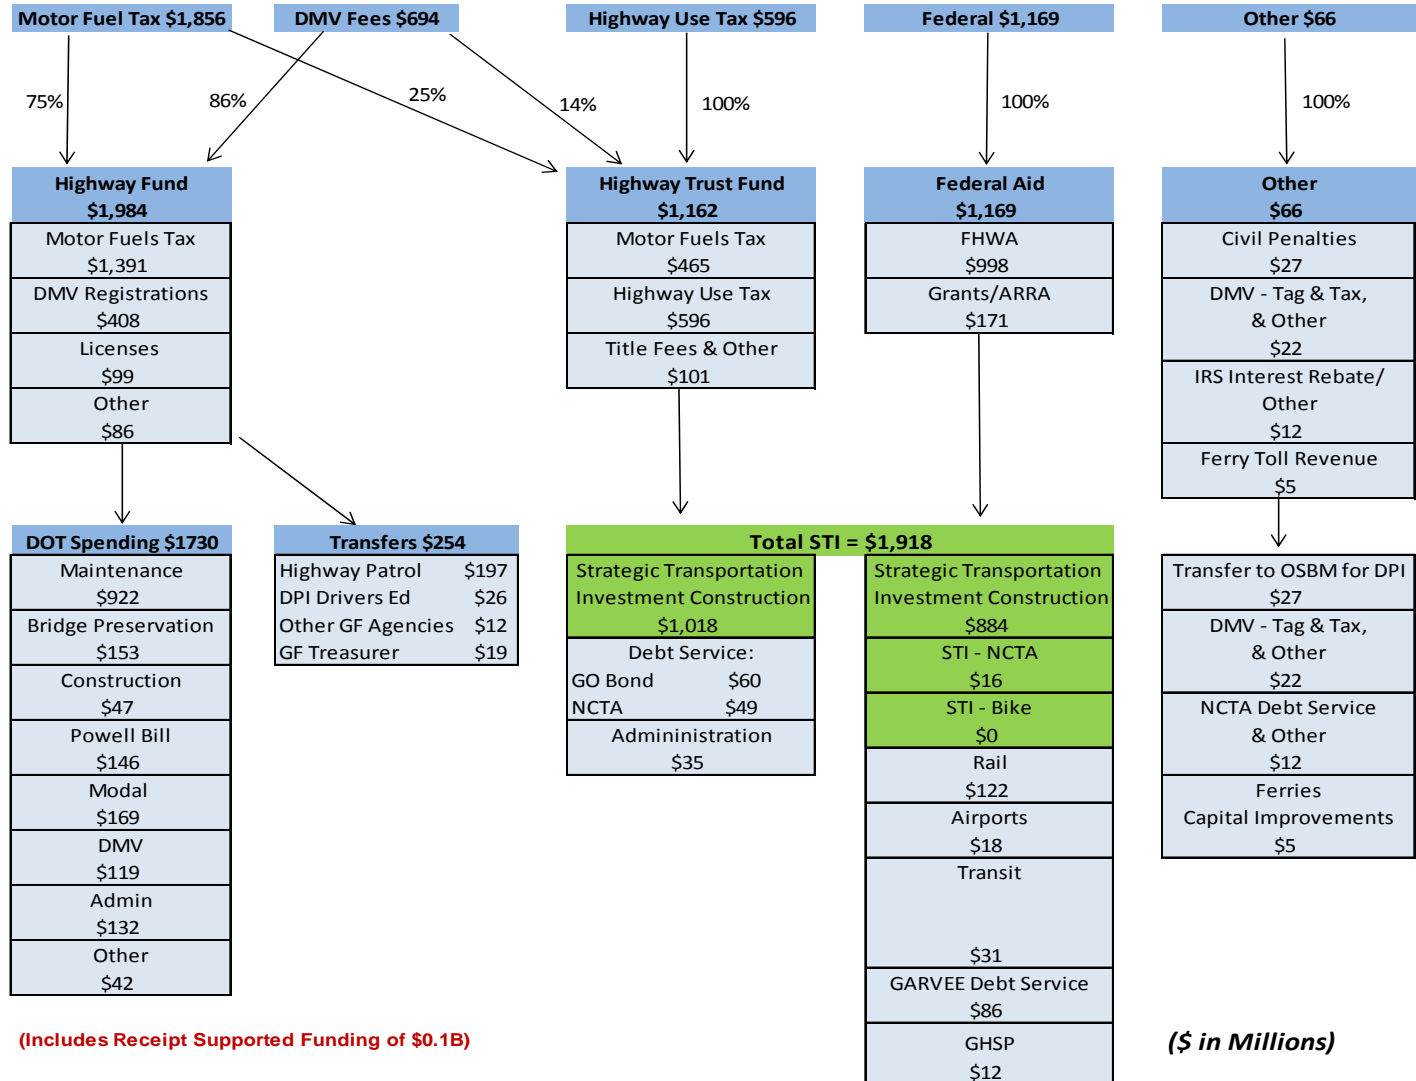 Motor Fuel Tax $1,856
DMV Fees $694
Highway Use Tax $596
Federal $1,169
Other $66
75%
86%
25%
14%
100%
100%
100%
Highway Fund
$1,984
Motor Fuels Tax
$1,391
DMV Registrations
$408
Licenses
$99
Other
$86
Highway Trust Fund
$1,162
Motor Fuels Tax
$465
Highway Use Tax
$596
Title Fees & Other
$101
Federal Aid
$1,169
FHWA
$998
Grants/ARRA
$171
Other
$66
Civil Penalties
$27
DMV - Tag & Tax,
& Other
$22
IRS Interest Rebate/
Other
$12
Ferry Toll Revenue
$5
DOT Spending $1730
Maintenance
$922
Bridge Preservation
$153
Construction
$47
Powell Bill
$146
Modal
$169
DMV
$119
Admin
$132
Other
$42
Transfers $254
Highway Patrol $197
DPI Drivers Ed $26
Other GF Agencies $12
GF Treasurer $19
Total STI = $1,918
Strategic Transportation
Investment Construction
$1,018
Debt Service:
GO Bond $60
NCTA $49
Admininistration
$35
Strategic Transportation
Investment Construction
$884
STI - NCTA
$16
STI - Bike
$0
Rail
$122
Airports
$18
Transit
$31
GARVEE Debt Service
$86
GHSP
$12
Transfer to OSBM for DPI
$27
DMV - Tag & Tax,
& Other
$22
NCTA Debt Service
& Other
$12
Ferries
Capital Improvements
$5
(Includes Receipt Supported Funding of $0.1B)
($ in Millions)